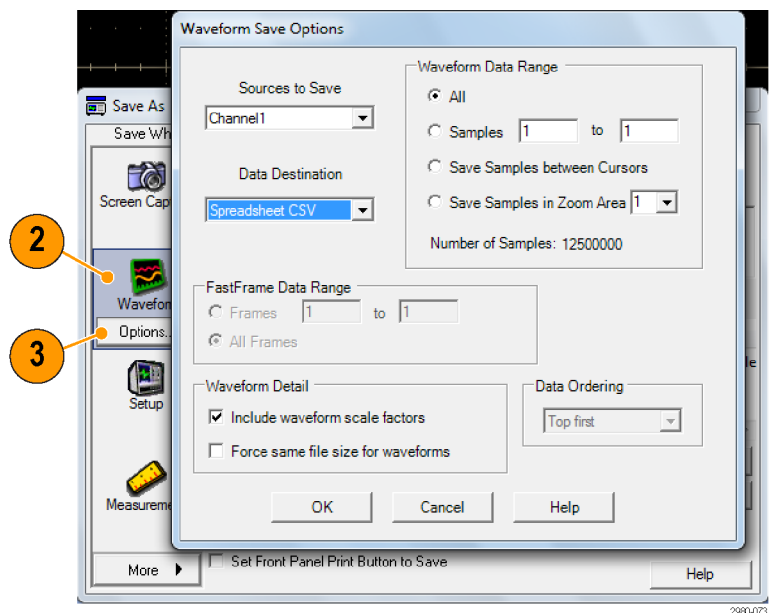 Waveform Save Options
Save As
Save Wh
Screen Cap
2
Wavefor
Options..
3
Setup
Measureme
More
Sources to Save
Channel1
Data Destination
Spreadsheet CSV
Waveform Data Range
All
Samples 1 to 1
Save Samples between Cursors
Save Samples in Zoom Area 1
Number of Samples: 12500000
FastFrame Data Range
Frames 1 to 1
All Frames
Waveform Detail
Include waveform scale factors
Force same file size for waveforms
Data Ordering
Top first
OK Cancel Help
le
Set Front Panel Print Button to Save
Help
2980-073